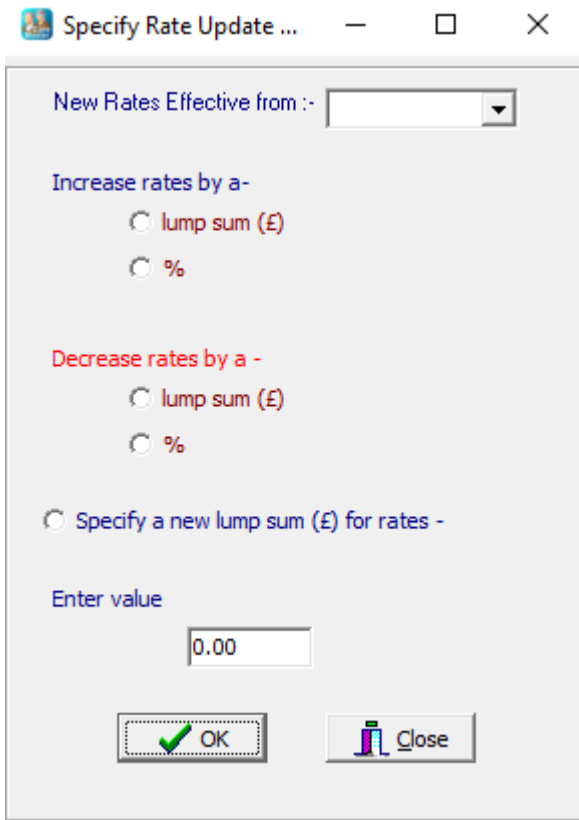 Specify Rate Update ...
New Rates Effective from :-
Increase rates by a-
lump sum (£)
%
Decrease rates by a -
lump sum (£)
%
Specify a new lump sum (£) for rates -
Enter value
0.00
OK Close